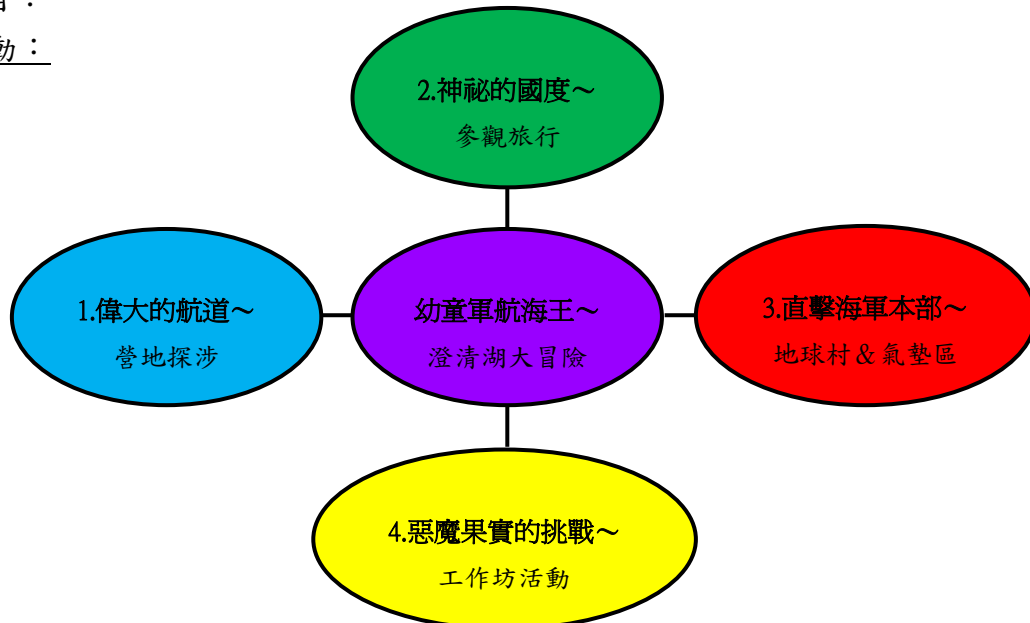 動：
2.神祕的國度～
參觀旅行
1.偉大的航道～
營地探涉
幼童軍航海王～
澄清湖大冒險
3.直擊海軍本部～
地球村＆氣墊區
4.惡魔果實的挑戰～
工作坊活動